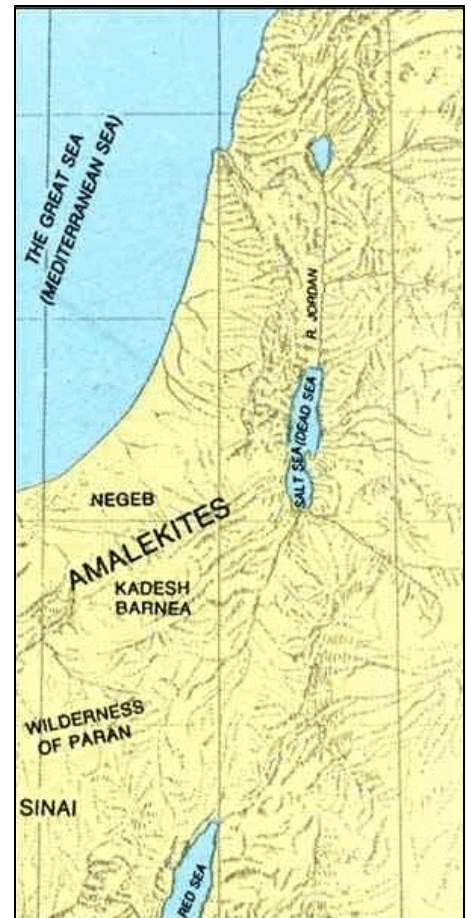 THE GREAT SEA
(MEDITERRANEAN SEA)
R. JORDAN
SALT SEA (DEAD SEA
NEGEB
AMALEKITES
KADESH
BARNEA
WILDERNESS
OF PARAN
SINAI
RED SEA